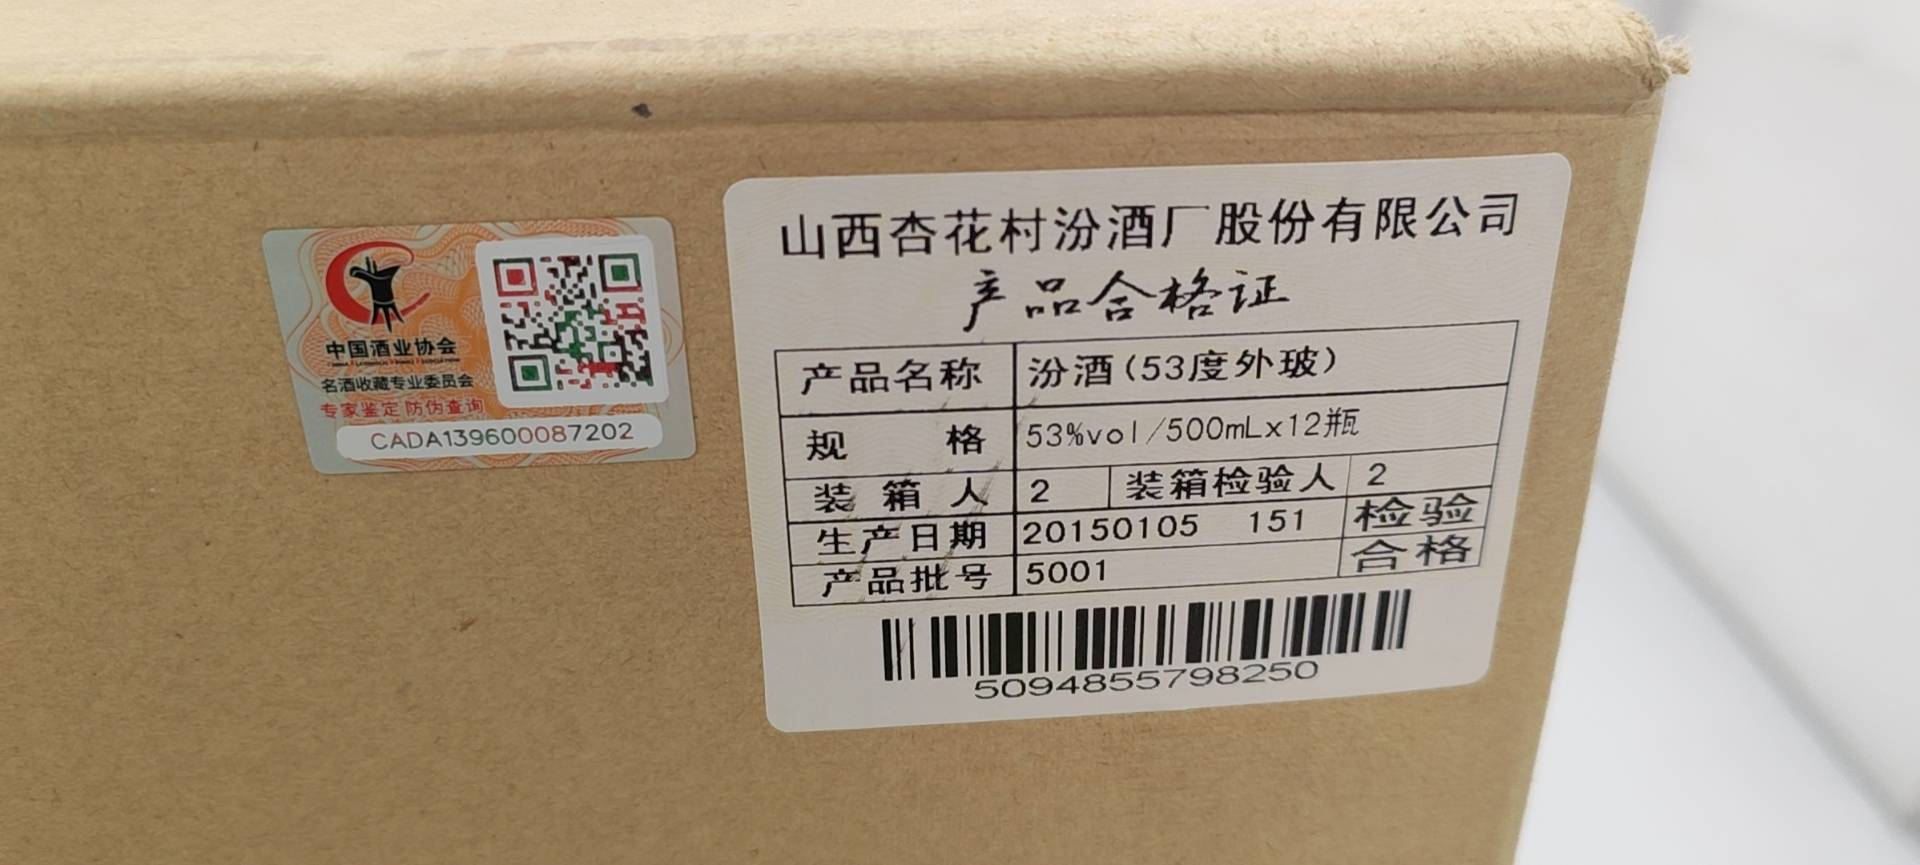 中国酒业协会
名酒收藏专业委员会
专家鉴定 防伪查询
CADA139600087202
山西杏花村汾酒厂股份有限公司
产品合格证
产品名称 汾酒(53度外玻)
规 格 53%vol/500mLx12瓶
装 箱 人 2 装箱检验人 2
生产日期 20150105 151 检验
产品批号 5001 合格
5094855798250